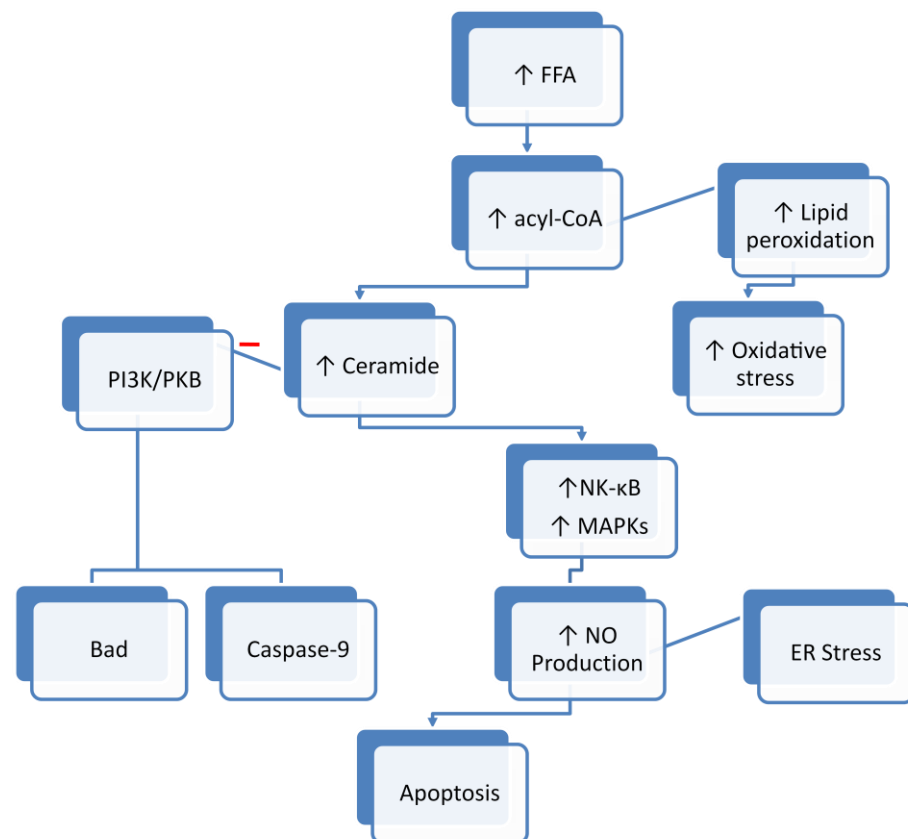 ↑ FFA
↑ acyl-CoA
↑ Lipid
peroxidation
↑ Oxidative
stress
PI3K/PKB
–
↑ Ceramide
↑NK-κB
↑ MAPKs
Bad
Caspase-9
↑ NO
Production
ER Stress
Apoptosis